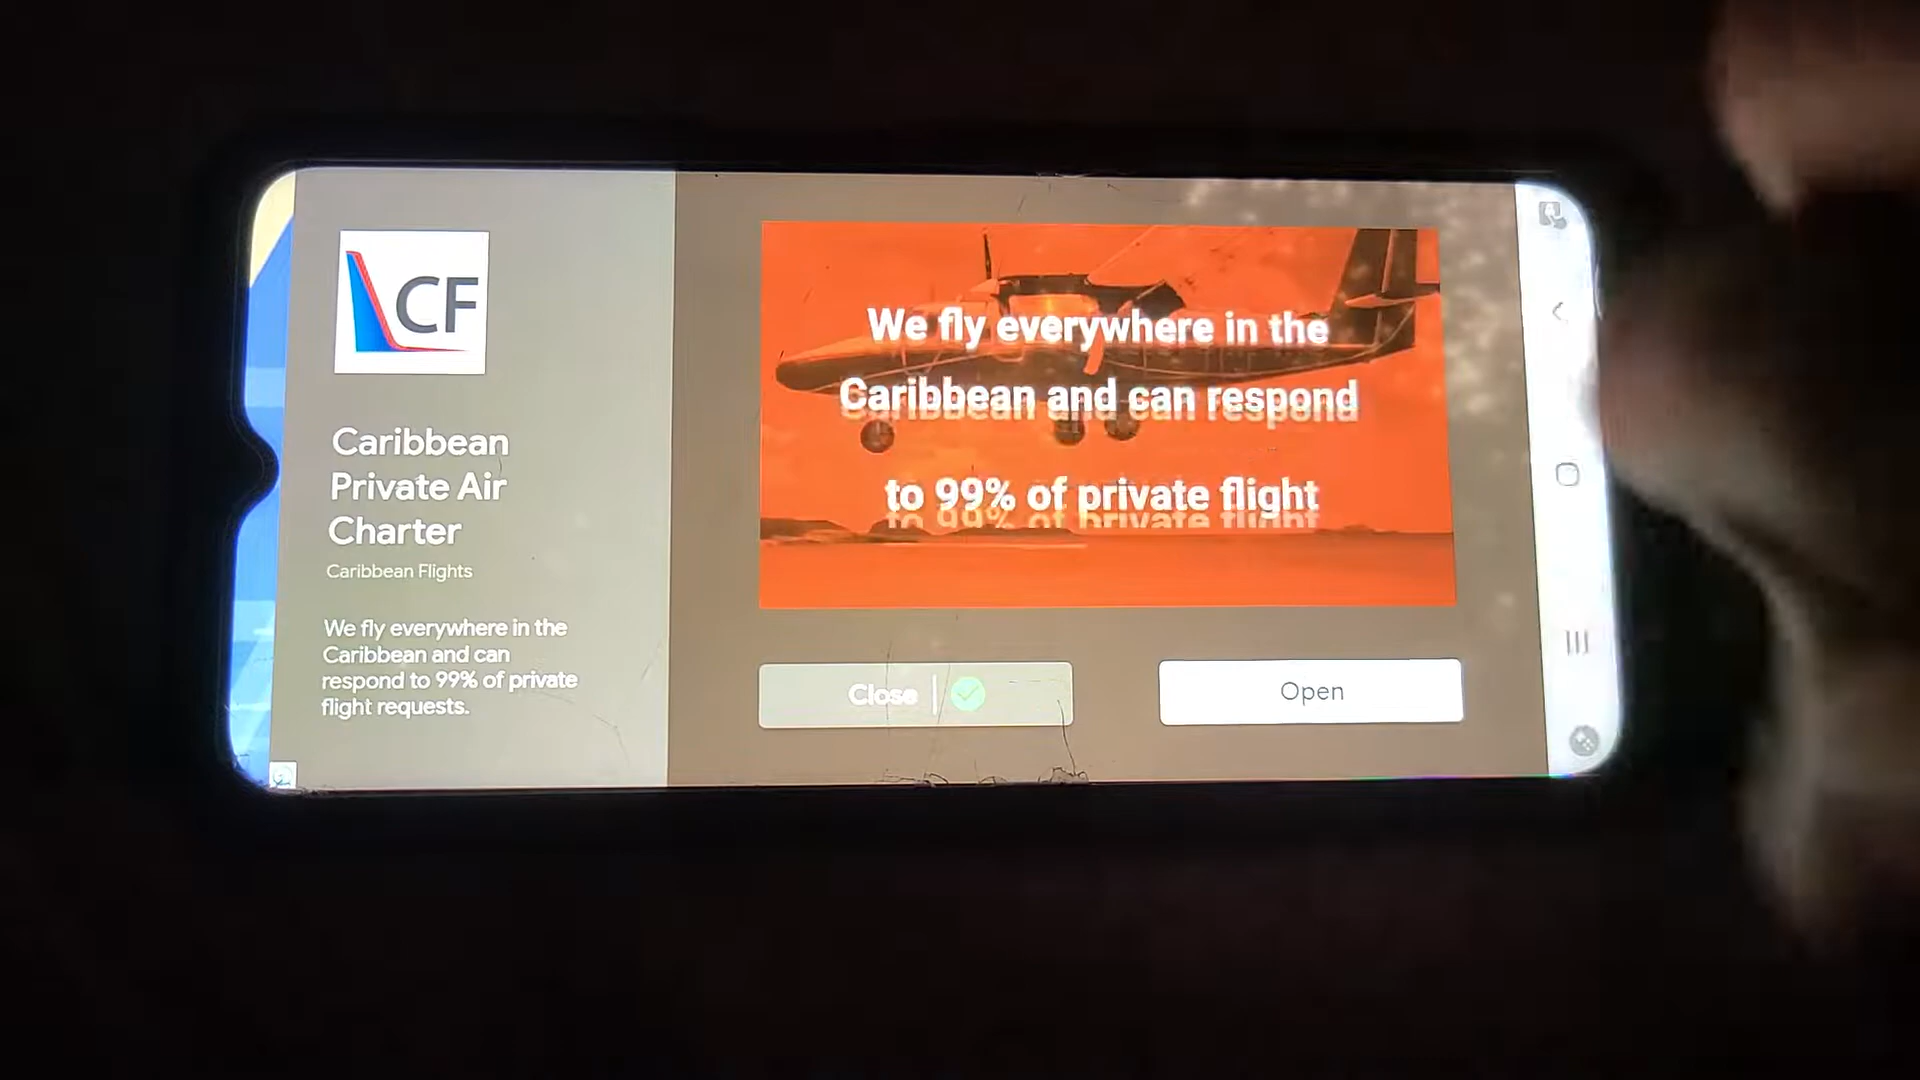 CF
Caribbean
Private Air
Charter
Caribbean Flights
We fly everywhere in the
Caribbean and can
respond to 99% of private
flight requests.
We fly everywhere in the
Caribbean and can respond
to 99% of private flight
Close
Open